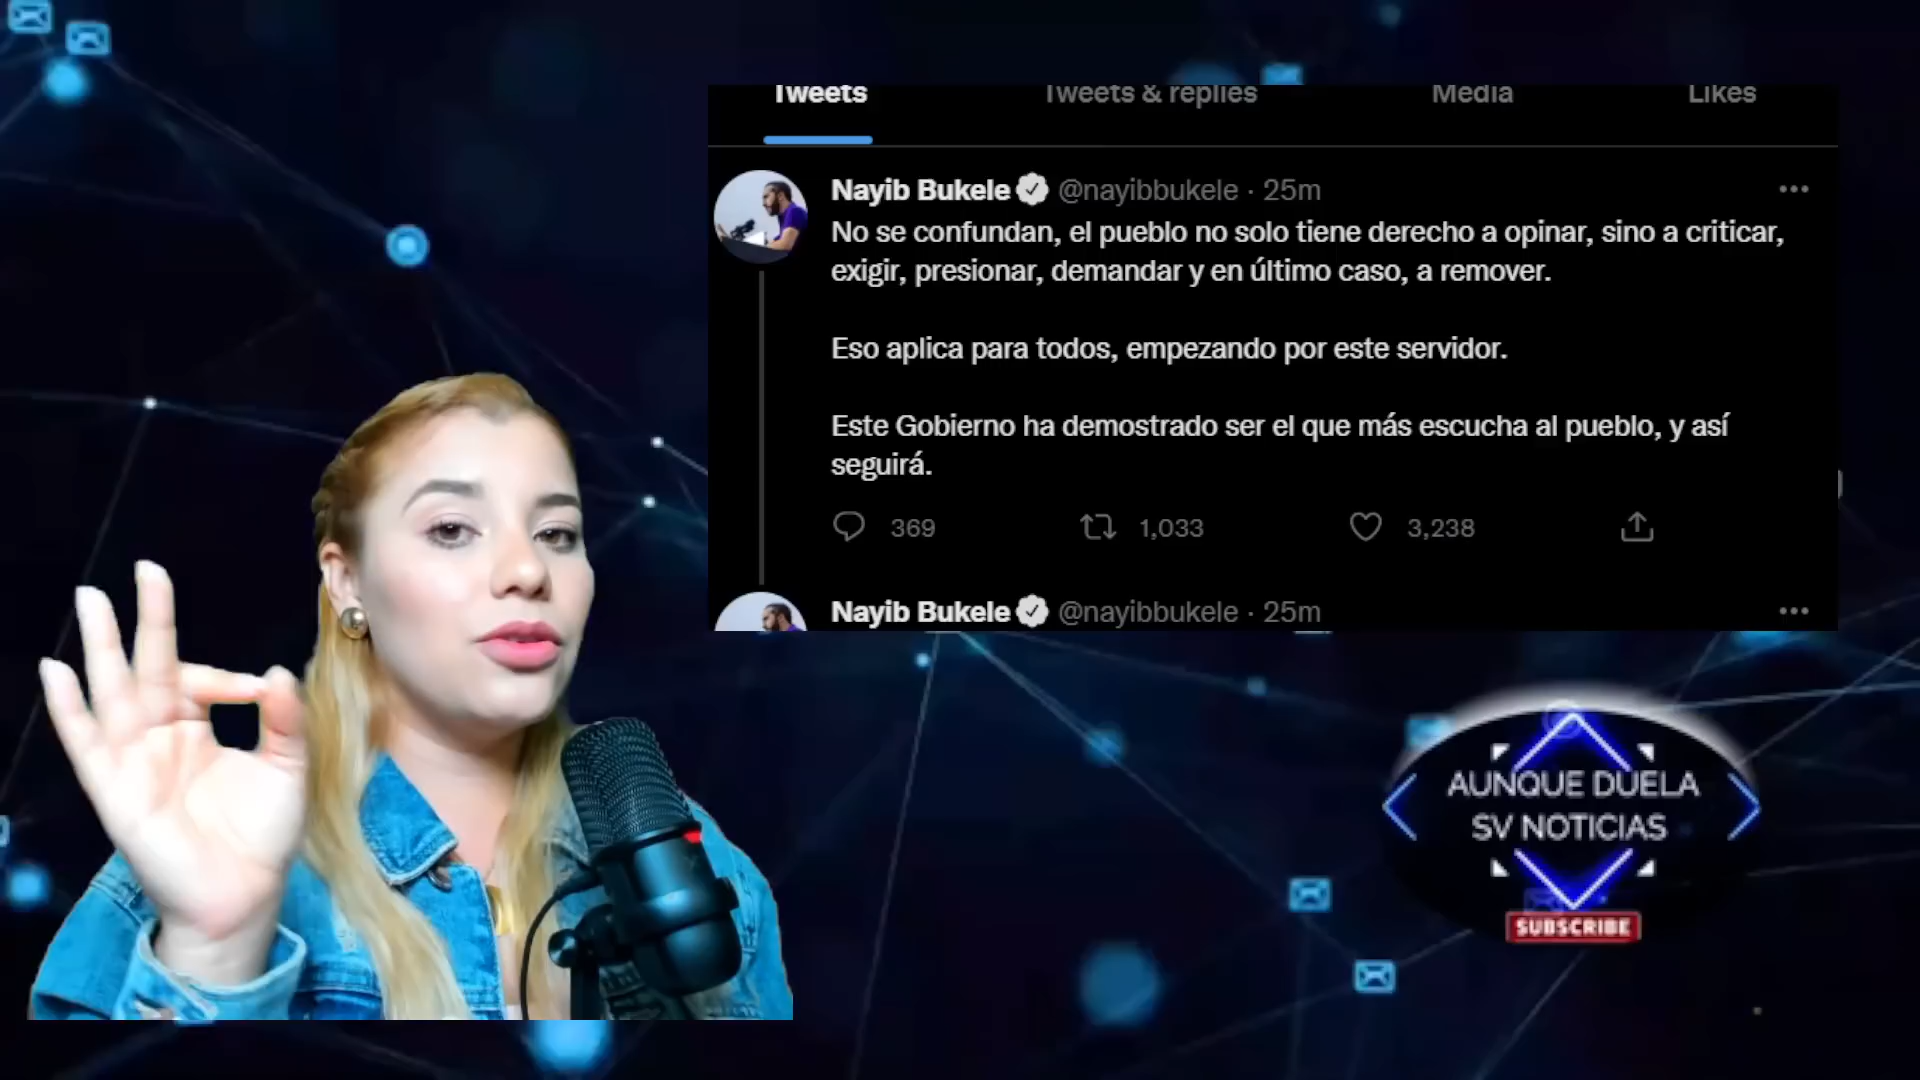 Tweets Tweets & replies Media Likes
Nayib Bukele @nayibbukele · 25m
No se confundan, el pueblo no solo tiene derecho a opinar, sino a criticar,
exigir, presionar, demandar y en último caso, a remover.
Eso aplica para todos, empezando por este servidor.
Este Gobierno ha demostrado ser el que más escucha al pueblo, y así
seguirá.
369 1,033 3,238
Nayib Bukele @nayibbukele · 25m
AUNQUE DUELA
SV NOTICIAS
SUBSCRIBE